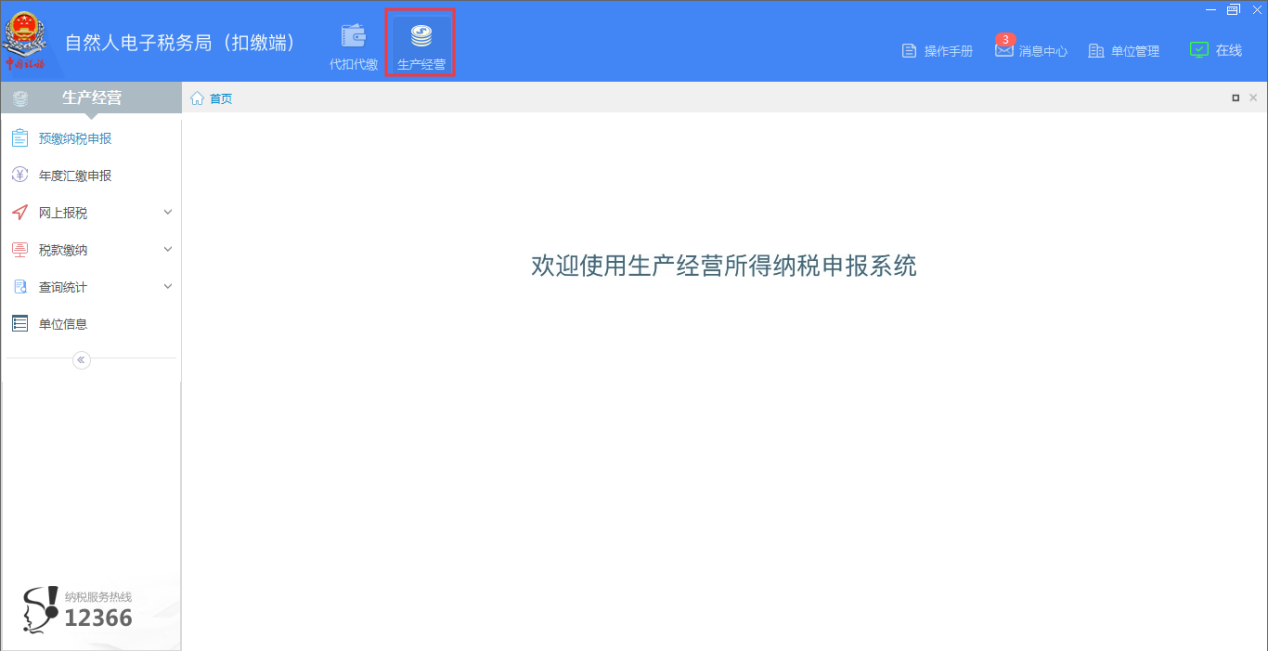 自然人电子税务局（扣缴端）
代扣代缴
生产经营
操作手册
3
消息中心
单位管理
在线
生产经营
首页
预缴纳税申报
年度汇缴申报
网上报税
税款缴纳
查询统计
单位信息
欢迎使用生产经营所得纳税申报系统
纳税服务热线
12366